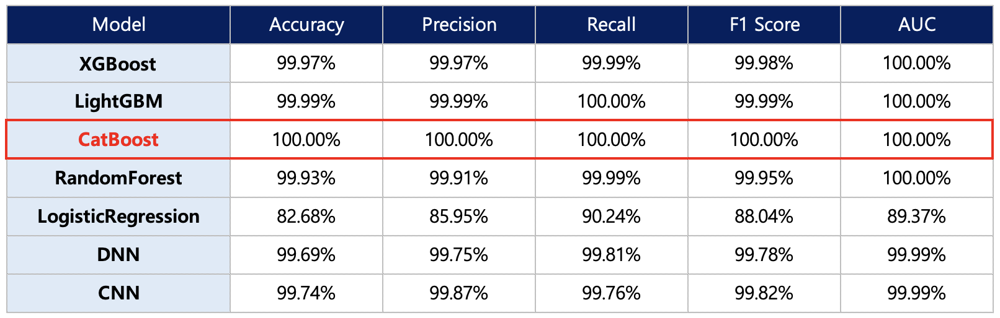 Model Accuracy Precision Recall F1 Score AUC
XGBoost 99.97% 99.97% 99.99% 99.98% 100.00%
LightGBM 99.99% 99.99% 100.00% 99.99% 100.00%
CatBoost 100.00% 100.00% 100.00% 100.00% 100.00%
RandomForest 99.93% 99.91% 99.99% 99.95% 100.00%
LogisticRegression 82.68% 85.95% 90.24% 88.04% 89.37%
DNN 99.69% 99.75% 99.81% 99.78% 99.99%
CNN 99.74% 99.87% 99.76% 99.82% 99.99%